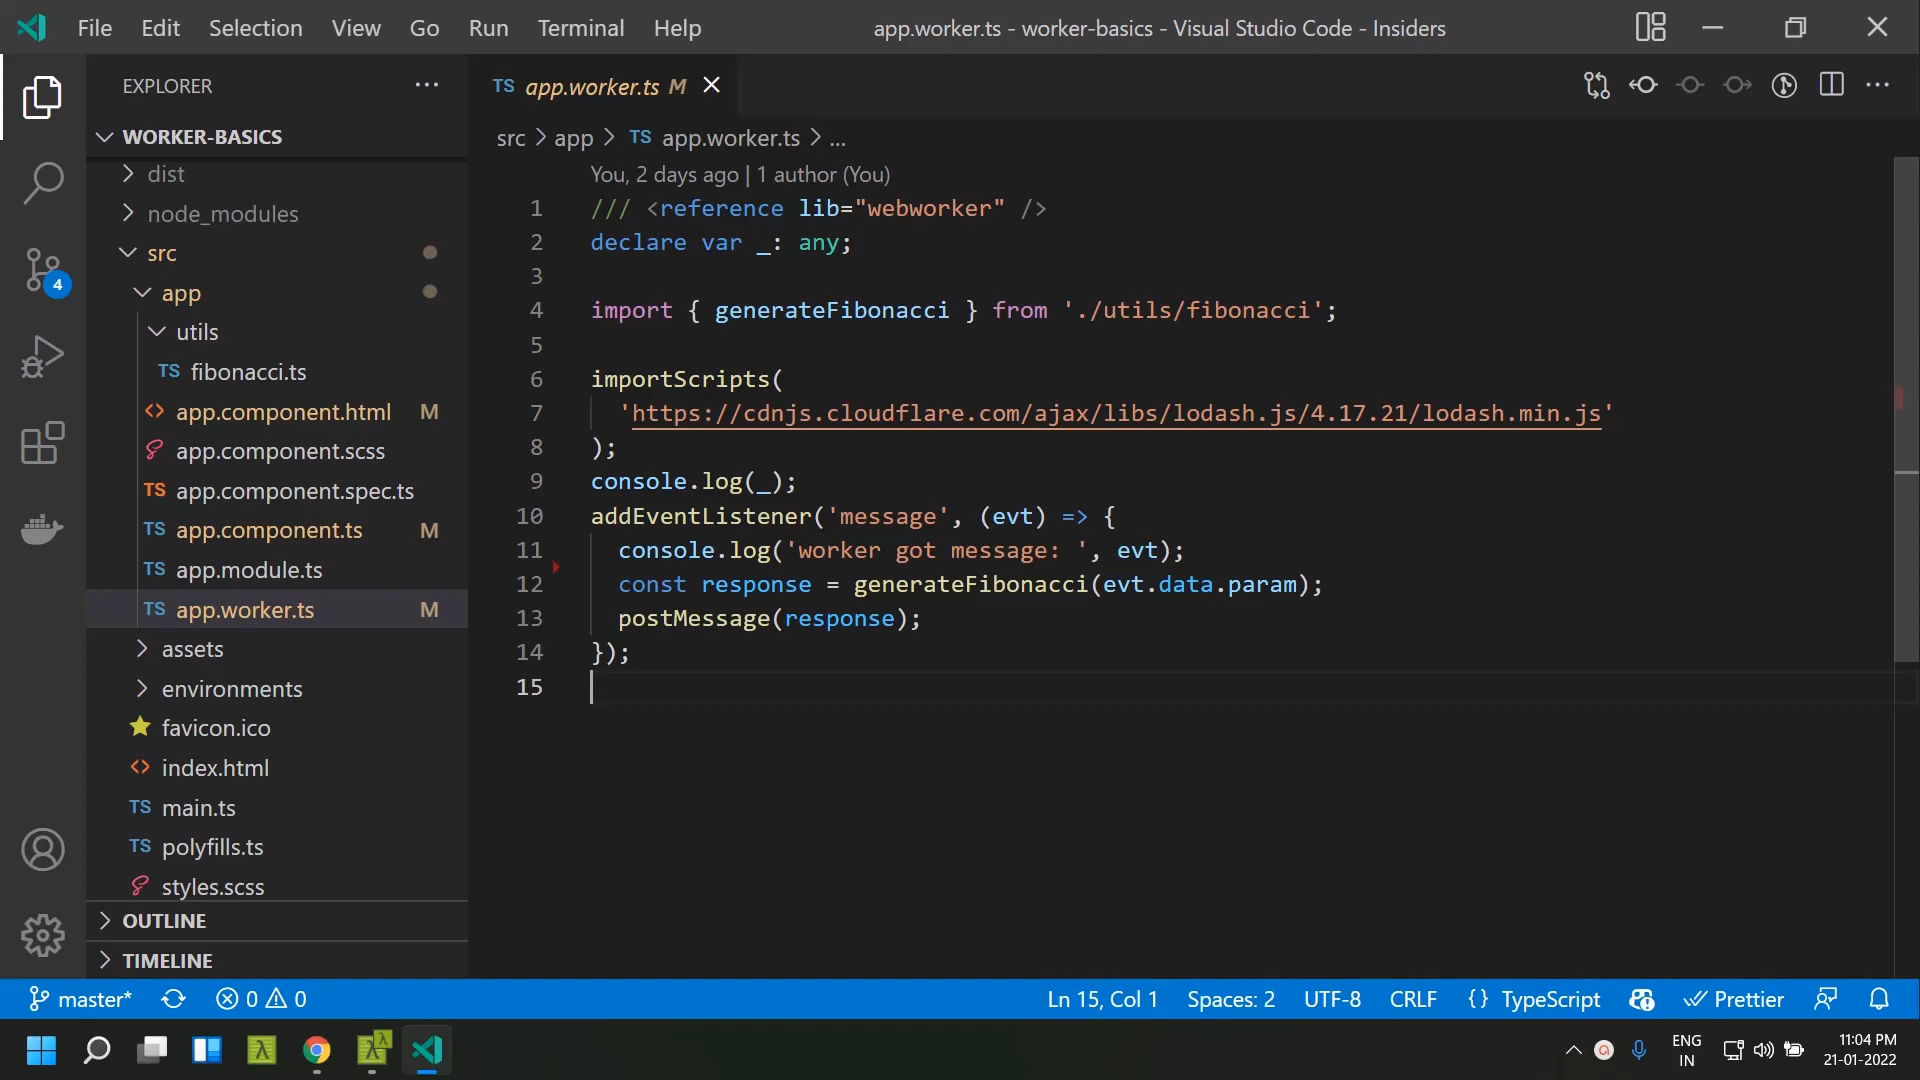 File Edit Selection View Go Run Terminal Help
app.worker.ts - worker-basics - Visual Studio Code - Insiders
EXPLORER
WORKER-BASICS
dist
node_modules
src
app
utils
TS fibonacci.ts
<> app.component.html M
app.component.scss
TS app.component.spec.ts
TS app.component.ts M
TS app.module.ts
TS app.worker.ts M
assets
environments
favicon.ico
<> index.html
TS main.ts
TS polyfills.ts
styles.scss
OUTLINE
TIMELINE
4
TS app.worker.ts M
src > app > TS app.worker.ts > ...
You, 2 days ago | 1 author (You)
1 /// <reference lib="webworker" />
2 declare var _: any;
3
4 import { generateFibonacci } from './utils/fibonacci';
5
6 importScripts(
7 'https://cdnjs.cloudflare.com/ajax/libs/lodash.js/4.17.21/lodash.min.js'
8 );
9 console.log(_);
10 addEventListener('message', (evt) => {
11 console.log('worker got message: ', evt);
12 const response = generateFibonacci(evt.data.param);
13 postMessage(response);
14 });
15
master* 0 0 Ln 15, Col 1 Spaces: 2 UTF-8 CRLF {} TypeScript Prettier
ENG
IN
11:04 PM
21-01-2022